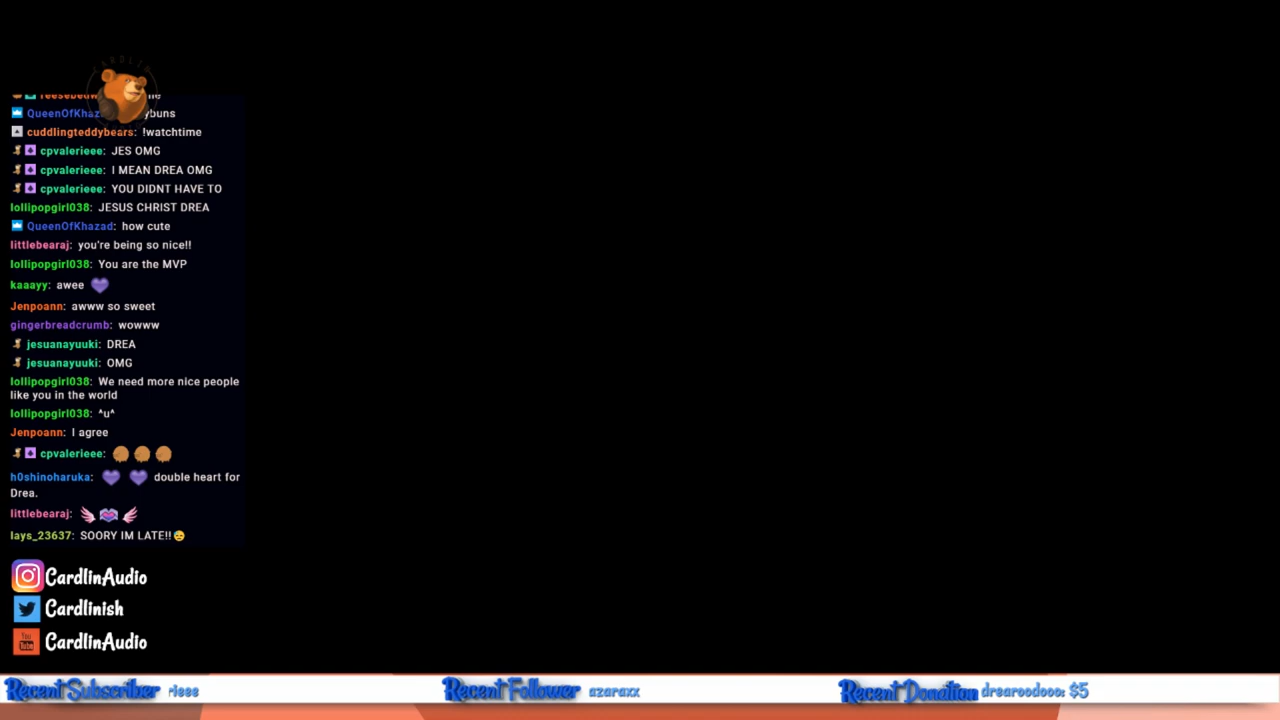 CARDLIN
QueenOfKhaz
cuddlingteddybears: !watchtime
cpvalerieee: JES OMG
cpvalerieee: I MEAN DREA OMG
cpvalerieee: YOU DIDNT HAVE TO
lollipopgirl038: JESUS CHRIST DREA
QueenOfKhazad: how cute
littlebearaj: you're being so nice!!
lollipopgirl038: You are the MVP
kaaayy: awee
Jenpoann: awww so sweet
gingerbreadcrumb: wowww
jesuanayuuki: DREA
jesuanayuuki: OMG
lollipopgirl038: We need more nice people
like you in the world
lollipopgirl038: ^u^
Jenpoann: I agree
cpvalerieee:
h0shinoharuka: double heart for
Drea.
littlebearaj:
lays_23637: SOORY IM LATE!!
CardlinAudio
Cardlinish
You Tube CardlinAudio
Recent Subscriber rieee
Recent Follower azaraxx
Recent Donation drearoodooo: $5